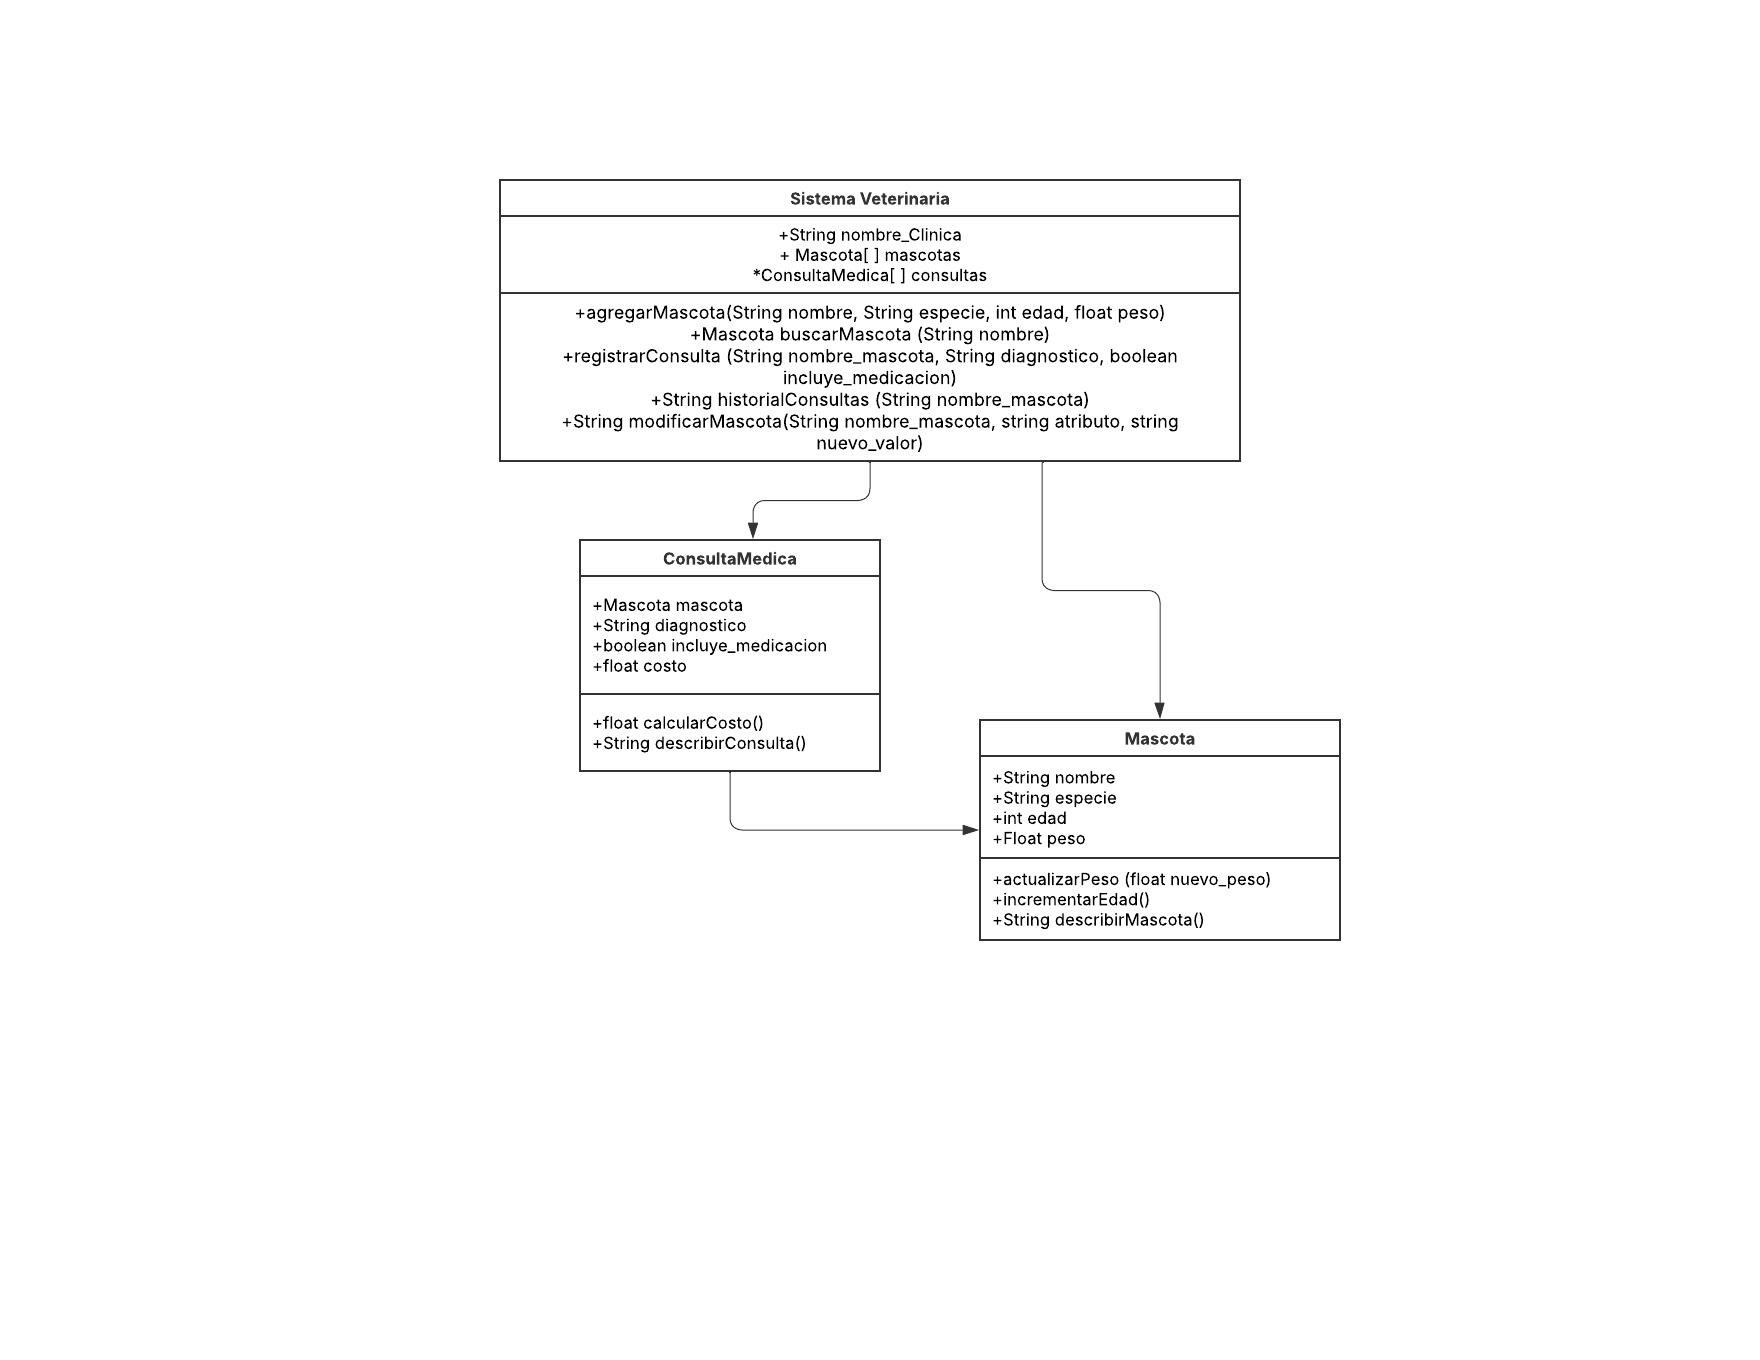 Sistema Veterinaria
+String nombre_Clinica
+ Mascota[ ] mascotas
*ConsultaMedica[ ] consultas
+agregarMascota(String nombre, String especie, int edad, float peso)
+Mascota buscarMascota (String nombre)
+registrarConsulta (String nombre_mascota, String diagnostico, boolean
incluye_medicacion)
+String historialConsultas (String nombre_mascota)
+String modificarMascota(String nombre_mascota, string atributo, string
nuevo_valor)
ConsultaMedica
+Mascota mascota
+String diagnostico
+boolean incluye_medicacion
+float costo
+float calcularCosto()
+String describirConsulta()
Mascota
+String nombre
+String especie
+int edad
+Float peso
+actualizarPeso (float nuevo_peso)
+incrementarEdad()
+String describirMascota()